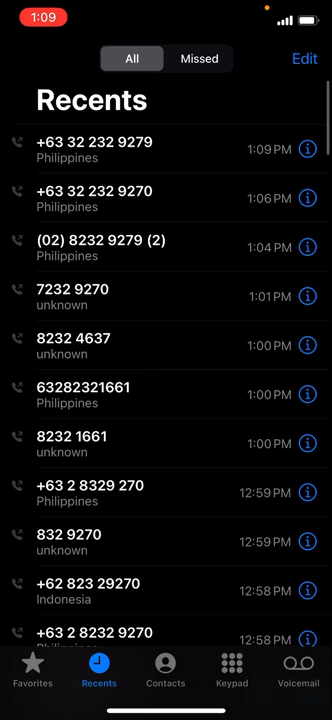 1:09
All Missed Edit
Recents
+63 32 232 9279
Philippines
1:09 PM
+63 32 232 9270
Philippines
1:06 PM
(02) 8232 9279 (2)
Philippines
1:04 PM
7232 9270
unknown
1:01 PM
8232 4637
unknown
1:00 PM
63282321661
Philippines
1:00 PM
8232 1661
unknown
1:00 PM
+63 2 8329 270
Philippines
12:59 PM
832 9270
unknown
12:59 PM
+62 823 29270
Indonesia
12:58 PM
+63 2 8232 9270
Philippines
12:58 PM
Favorites Recents Contacts Keypad Voicemail